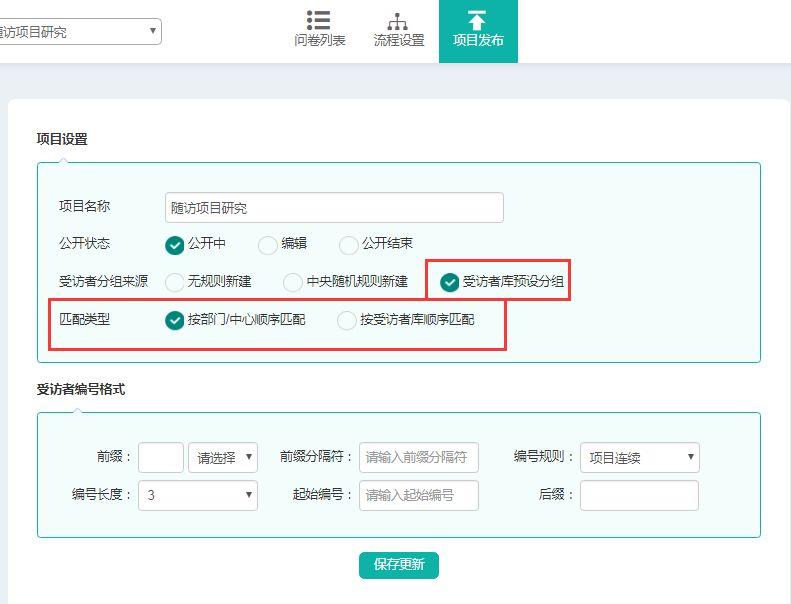 随访项目研究
问卷列表 流程设置 项目发布
项目设置
项目名称 随访项目研究
公开状态 公开中 编辑 公开结束
受访者分组来源 无规则新建 中央随机规则新建 受访者库预设分组
匹配类型 按部门/中心顺序匹配 按受访者库顺序匹配
受访者编号格式
前缀： 请选择 前缀分隔符： 请输入前缀分隔符 编号规则： 项目连续
编号长度： 3 起始编号： 请输入起始编号 后缀：
保存更新